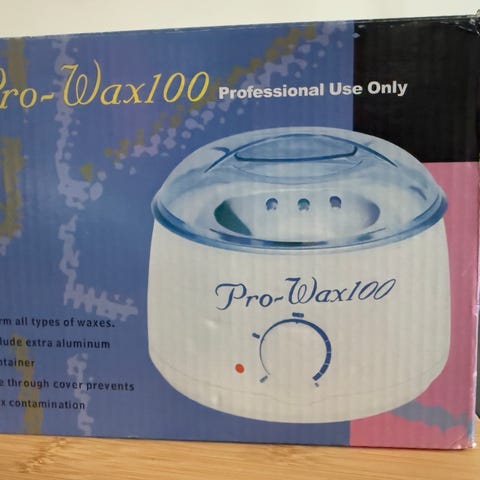 Pro-Wax100 Professional Use Only
Pro-Wax100
rm all types of waxes.
lude extra aluminum
ntainer
e through cover prevents
x contamination